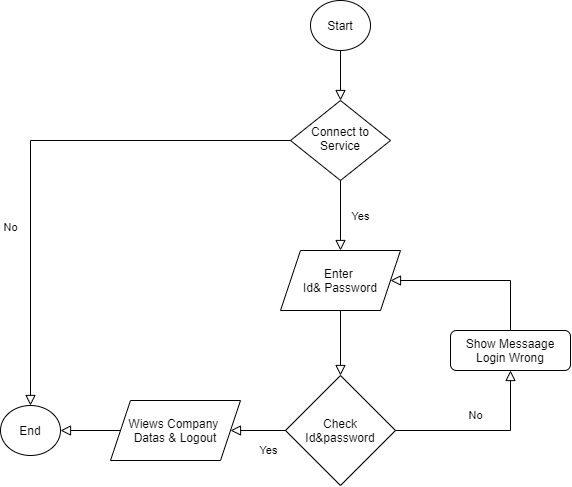 Start
Connect to
Service
No
Yes
Enter
Id& Password
Show Messaage
Login Wrong
Wiews Company
Datas & Logout
Check
Id&password
No
End
Yes